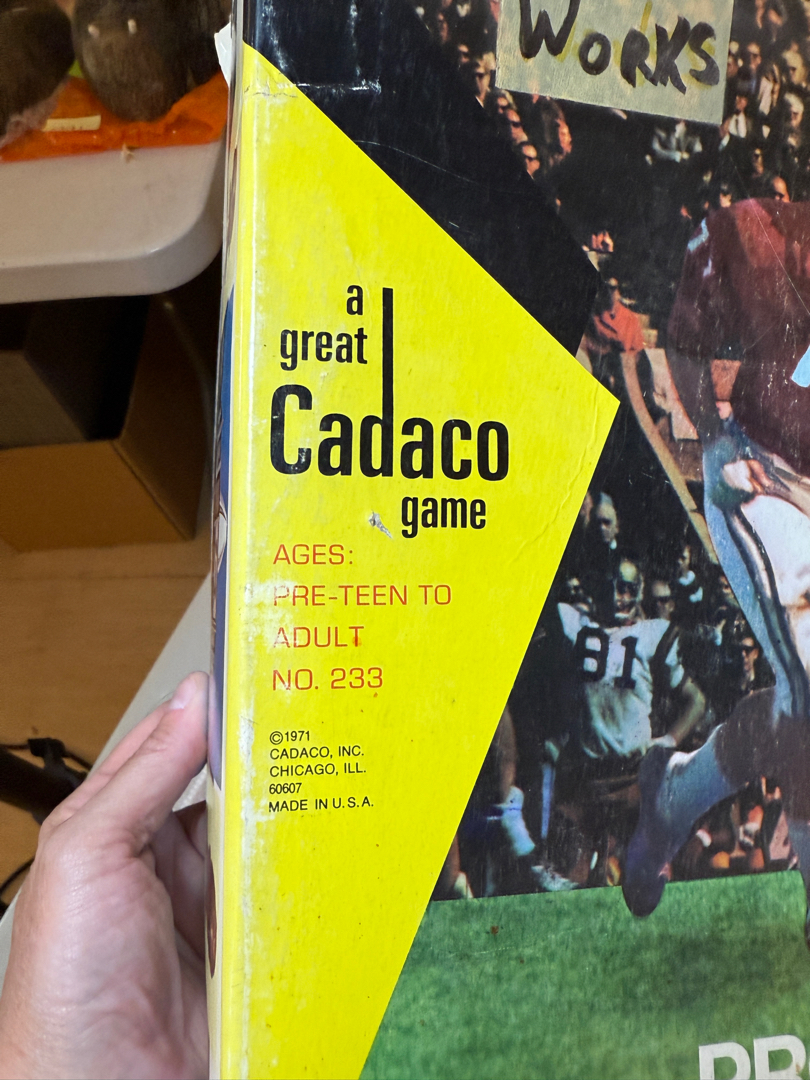 WORKS
a
great
Cadaco
game
AGES:
PRE-TEEN TO
ADULT
NO. 233
©1971
CADACO, INC.
CHICAGO, ILL.
60607
MADE IN U.S.A.
81
PR